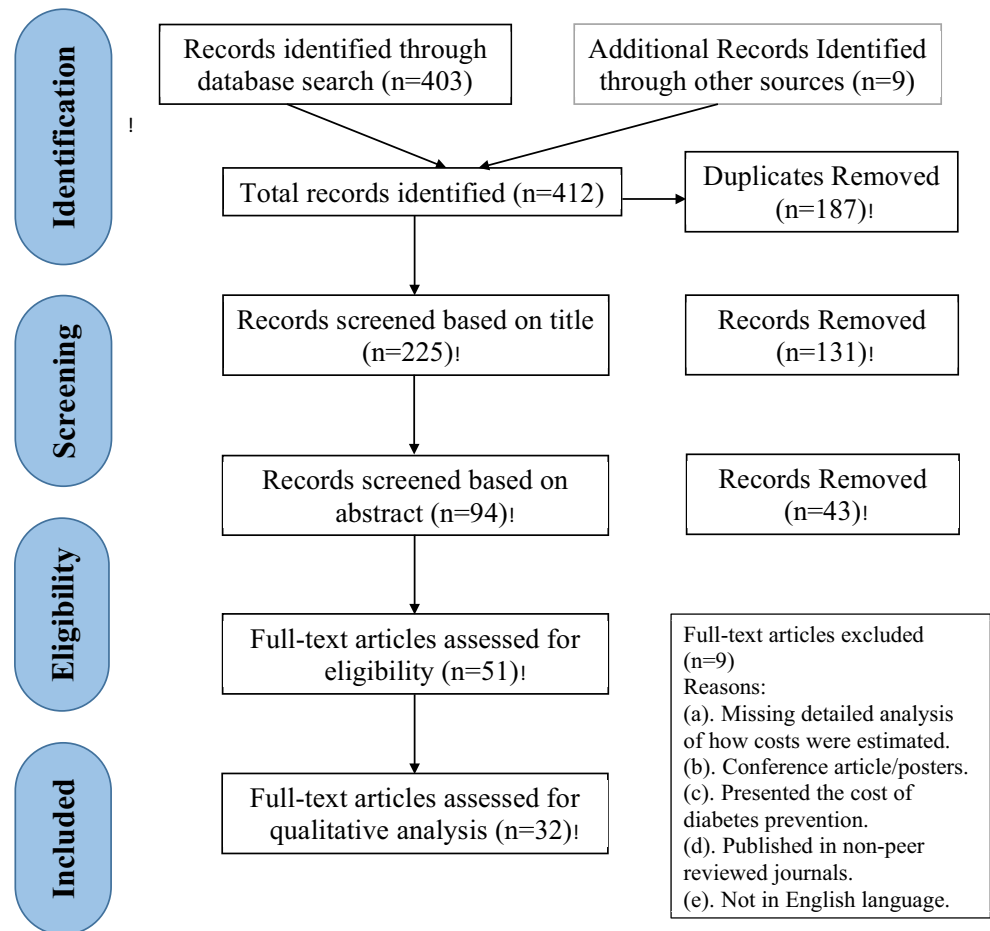 Identification
Records identified through
database search (n=403)
Additional Records Identified
through other sources (n=9)
!
Total records identified (n=412)
Duplicates Removed
(n=187)!
Screening
Records screened based on title
(n=225)!
Records Removed
(n=131)!
Records screened based on
abstract (n=94)!
Records Removed
(n=43)!
Eligibility
Full-text articles assessed for
eligibility (n=51)!
Full-text articles excluded
(n=9)
Reasons:
(a). Missing detailed analysis
of how costs were estimated.
(b). Conference article/posters.
(c). Presented the cost of
diabetes prevention.
(d). Published in non-peer
reviewed journals.
(e). Not in English language.
Included
Full-text articles assessed for
qualitative analysis (n=32)!